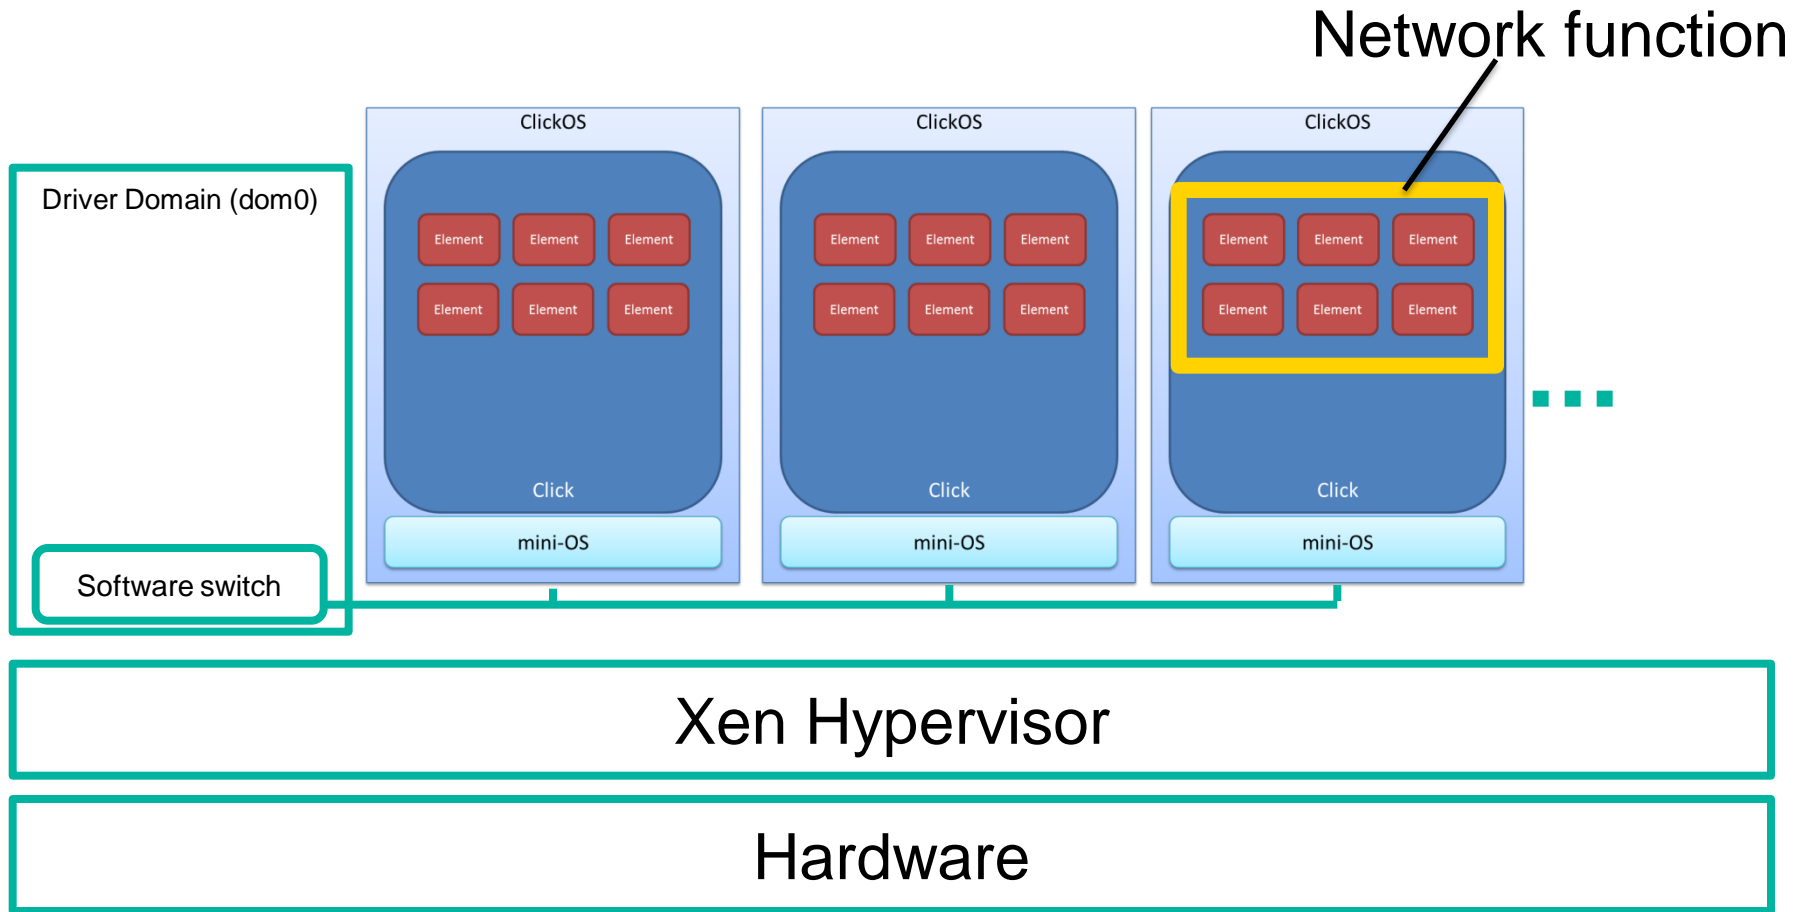 Network function
ClickOS
ClickOS
ClickOS
Driver Domain (dom0)
Element Element Element
Element Element Element
Element Element Element
Element Element Element
Element Element Element
Element Element Element
Click
Click
Click
mini-OS
mini-OS
mini-OS
Software switch
Xen Hypervisor
Hardware